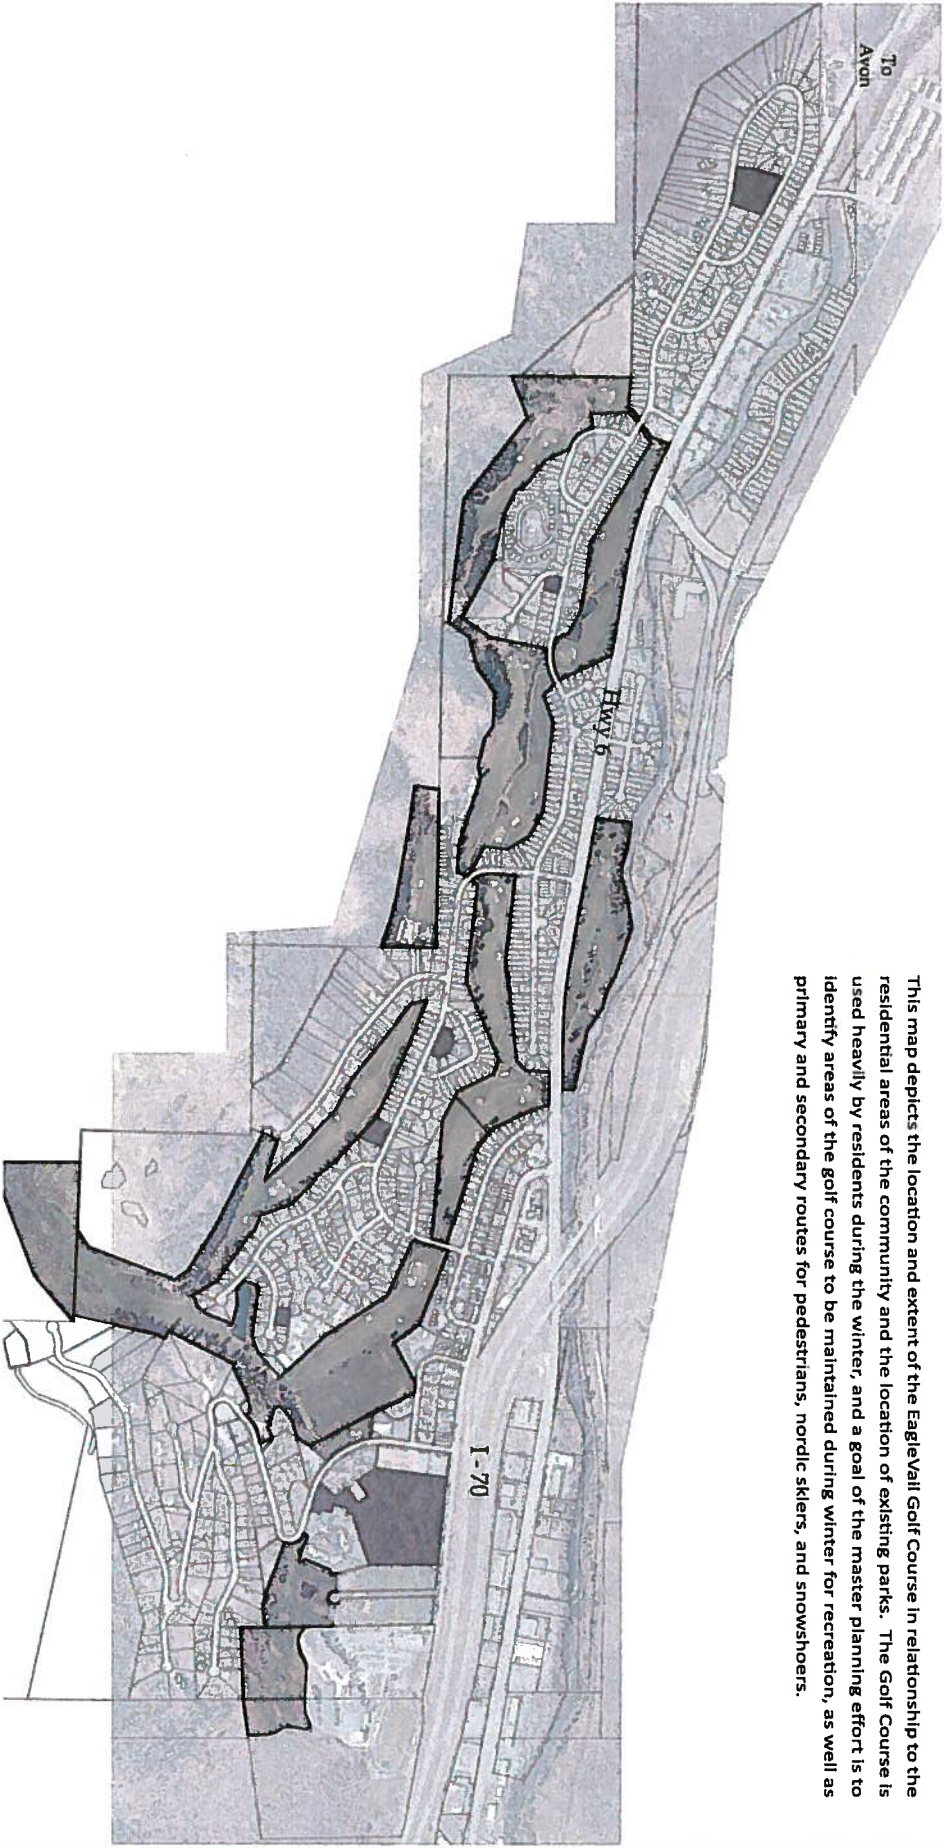 This map depicts the location and extent of the EagleVail Golf Course in relationship to the
residential areas of the community and the location of existing parks. The Golf Course is
used heavily by residents during the winter, and a goal of the master planning effort is to
identify areas of the golf course to be maintained during winter for recreation, as well as
primary and secondary routes for pedestrians, nordic skiers, and snowshoers.
To
Avon
Hwy 6
I - 70